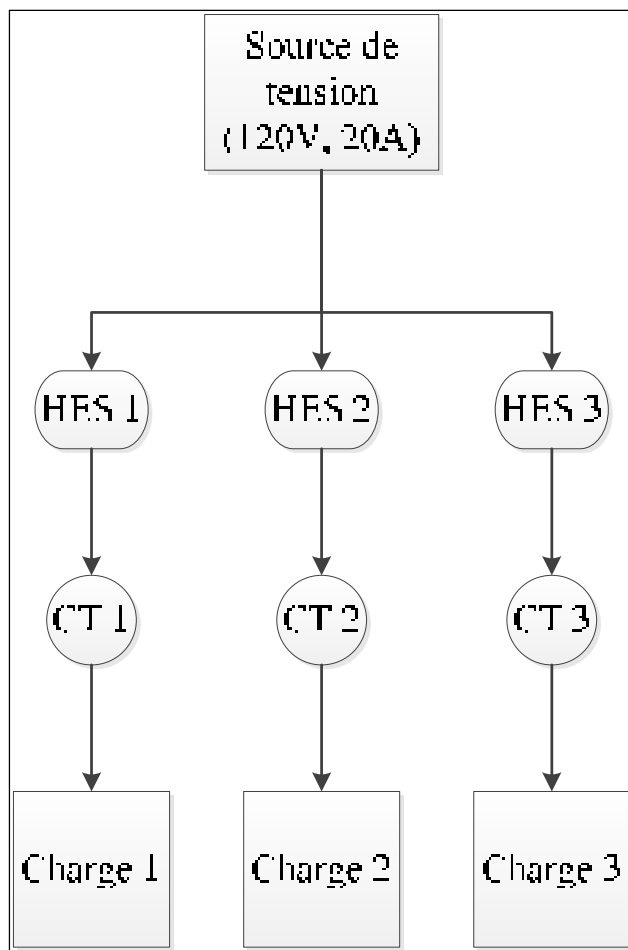 Source de
tension
(120V, 20A)
HES 1
HES 2
HES 3
CT 1
CT 2
CT 3
Charge 1
Charge 2
Charge 3